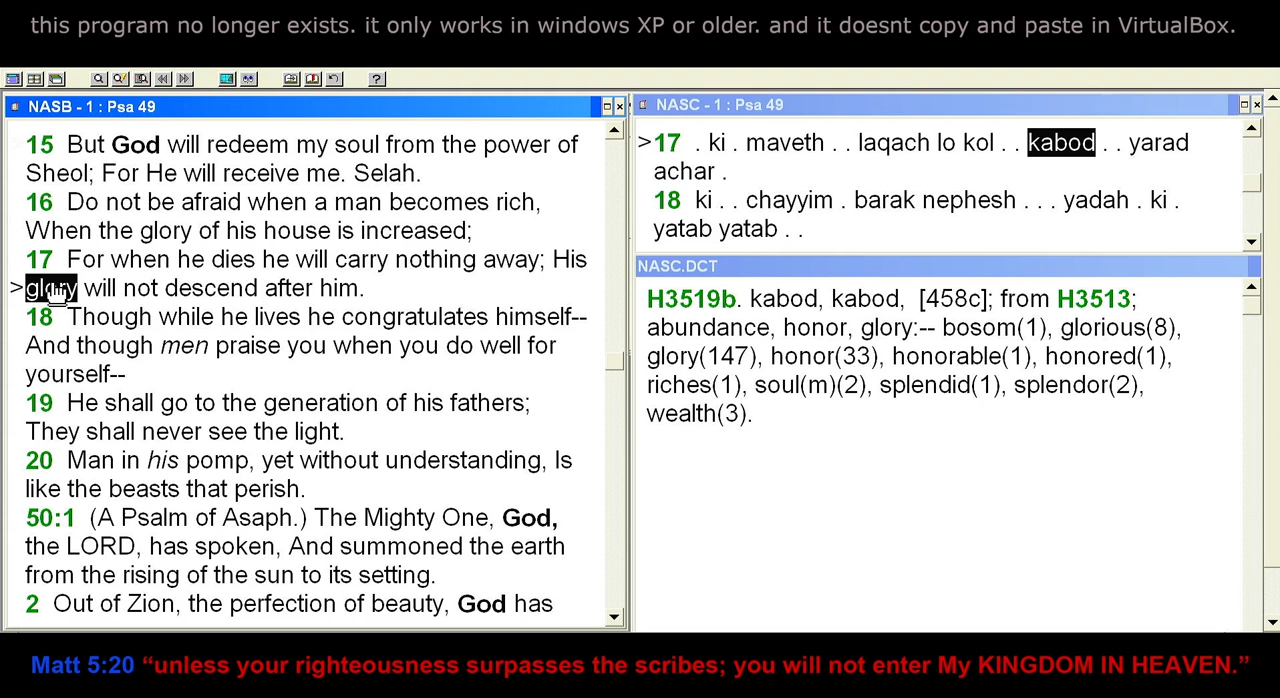 this program no longer exists. it only works in windows XP or older. and it doesnt copy and paste in VirtualBox.
NASB - 1 : Psa 49
15 But God will redeem my soul from the power of
Sheol; For He will receive me. Selah.
16 Do not be afraid when a man becomes rich,
When the glory of his house is increased;
17 For when he dies he will carry nothing away; His
>glory will not descend after him.
18 Though while he lives he congratulates himself--
And though men praise you when you do well for
yourself--
19 He shall go to the generation of his fathers;
They shall never see the light.
20 Man in his pomp, yet without understanding, Is
like the beasts that perish.
50:1 (A Psalm of Asaph.) The Mighty One, God,
the LORD, has spoken, And summoned the earth
from the rising of the sun to its setting.
2 Out of Zion, the perfection of beauty, God has
NASC - 1 : Psa 49
>17 . ki . maveth . . laqach lo kol . . kabod . . yarad
achar .
18 ki . . chayyim . barak nephesh . . . yadah . ki .
yatab yatab . .
NASC.DCT
H3519b. kabod, kabod, [458c]; from H3513;
abundance, honor, glory:-- bosom(1), glorious(8),
glory(147), honor(33), honorable(1), honored(1),
riches(1), soul(m)(2), splendid(1), splendor(2),
wealth(3).
Matt 5:20 “unless your righteousness surpasses the scribes; you will not enter My KINGDOM IN HEAVEN.”